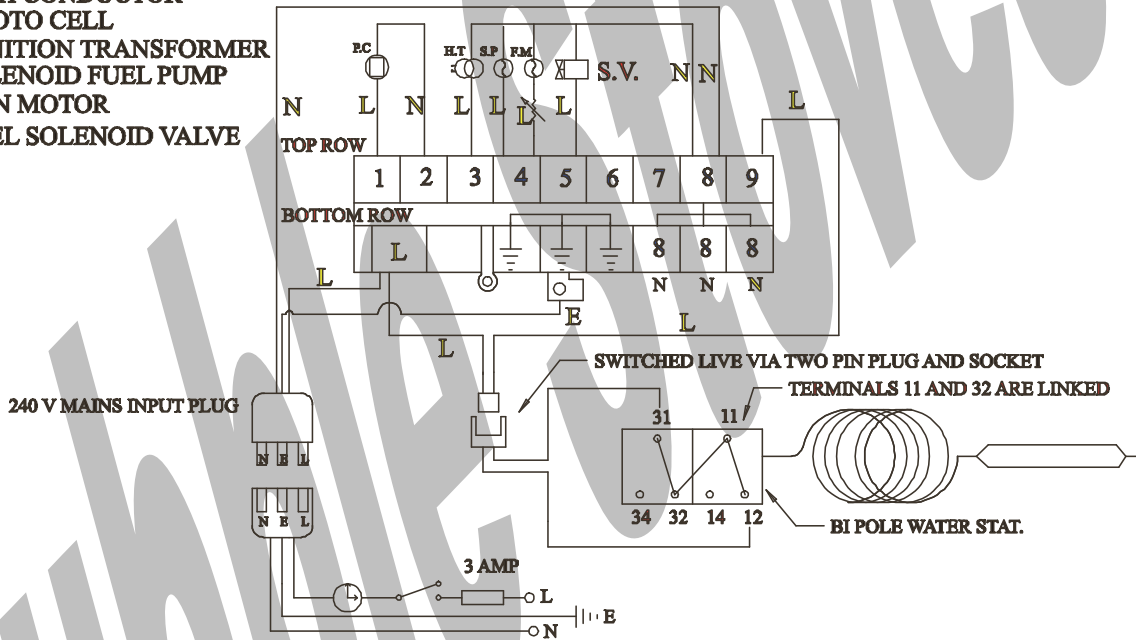 OTO CELL
NITION TRANSFORMER
LENOID FUEL PUMP
N MOTOR
EL SOLENOID VALVE
P.C H.T S.P F.M
S.V. N N
N L N L L L L L
TOP ROW
1 2 3 4 5 6 7 8 9
BOTTOM ROW
L 8 8 8
N N N
L
E
L
L
SWITCHED LIVE VIA TWO PIN PLUG AND SOCKET
TERMINALS 11 AND 32 ARE LINKED
240 V MAINS INPUT PLUG
31 11
N E L
34 32 14 12
N E L
BI POLE WATER STAT.
3 AMP
L
E
N